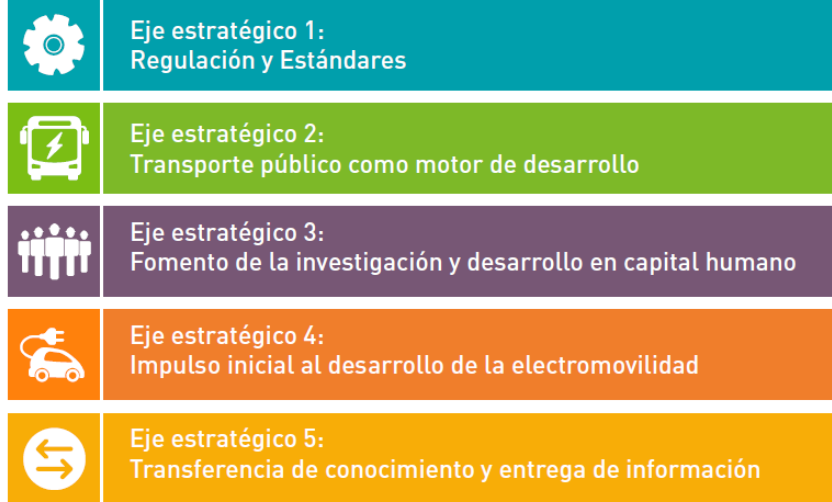 Eje estratégico 1:
Regulación y Estándares
Eje estratégico 2:
Transporte público como motor de desarrollo
Eje estratégico 3:
Fomento de la investigación y desarrollo en capital humano
Eje estratégico 4:
Impulso inicial al desarrollo de la electromovilidad
Eje estratégico 5:
Transferencia de conocimiento y entrega de información